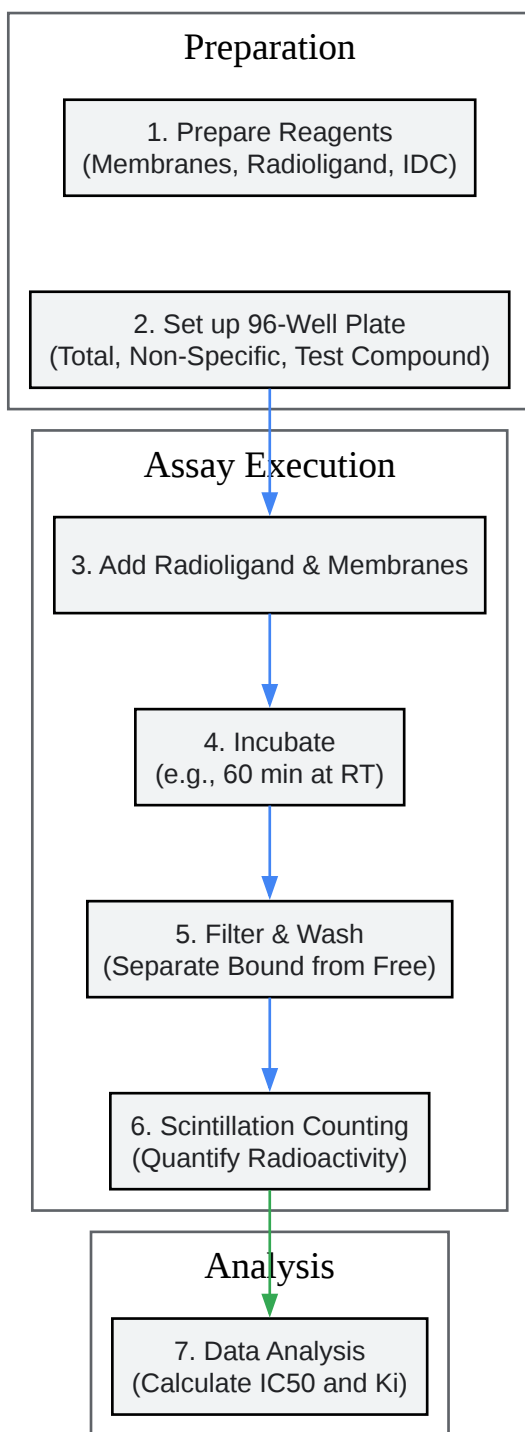 Preparation
1. Prepare Reagents
(Membranes, Radioligand, IDC)
2. Set up 96-Well Plate
(Total, Non-Specific, Test Compound)
Assay Execution
3. Add Radioligand & Membranes
4. Incubate
(e.g., 60 min at RT)
5. Filter & Wash
(Separate Bound from Free)
6. Scintillation Counting
(Quantify Radioactivity)
Analysis
7. Data Analysis
(Calculate IC50 and Ki)